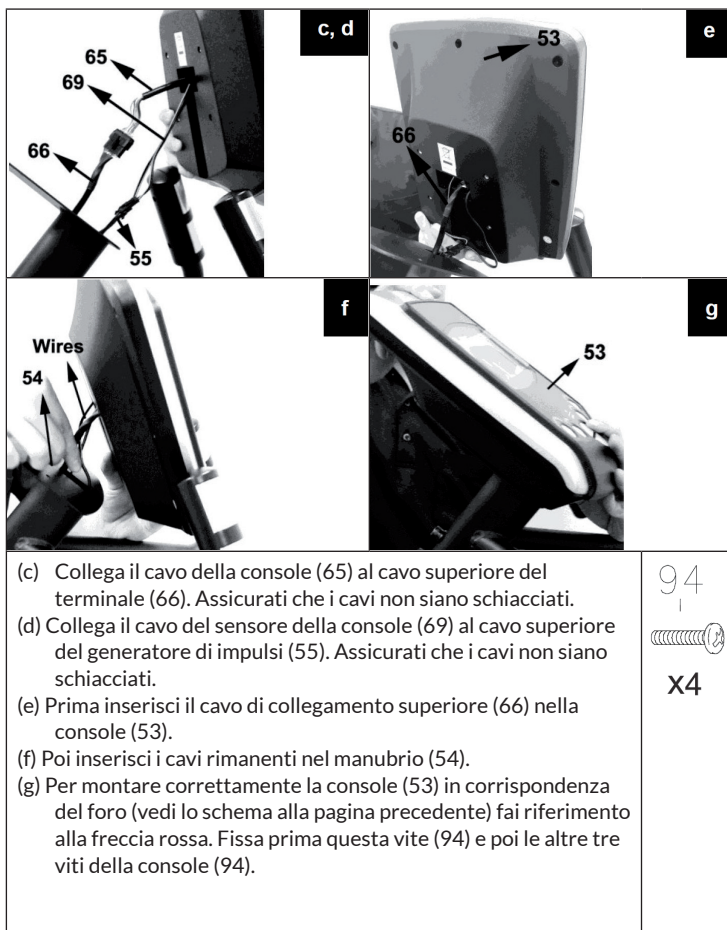 c, d
65
69
66
55
e
53
66
f
Wires
54
g
53
(c) Collega il cavo della console (65) al cavo superiore del
terminale (66). Assicurati che i cavi non siano schiacciati.
(d) Collega il cavo del sensore della console (69) al cavo superiore
del generatore di impulsi (55). Assicurati che i cavi non siano
schiacciati.
(e) Prima inserisci il cavo di collegamento superiore (66) nella
console (53).
(f) Poi inserisci i cavi rimanenti nel manubrio (54).
(g) Per montare correttamente la console (53) in corrispondenza
del foro (vedi lo schema alla pagina precedente) fai riferimento
alla freccia rossa. Fissa prima questa vite (94) e poi le altre tre
viti della console (94).
94
x4